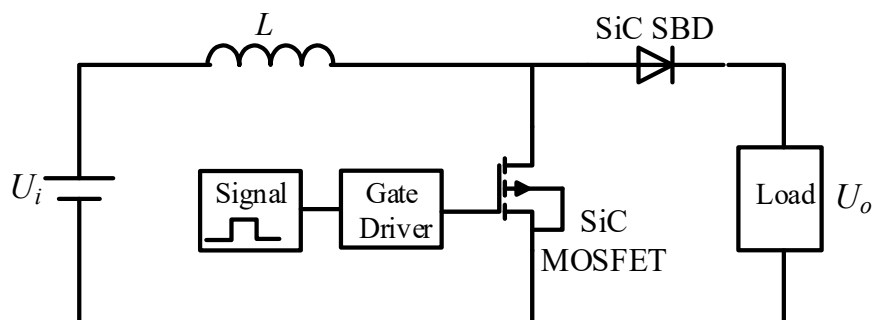 L
SiC SBD
U_i
Signal
Gate
Driver
SiC
MOSFET
Load
U_o